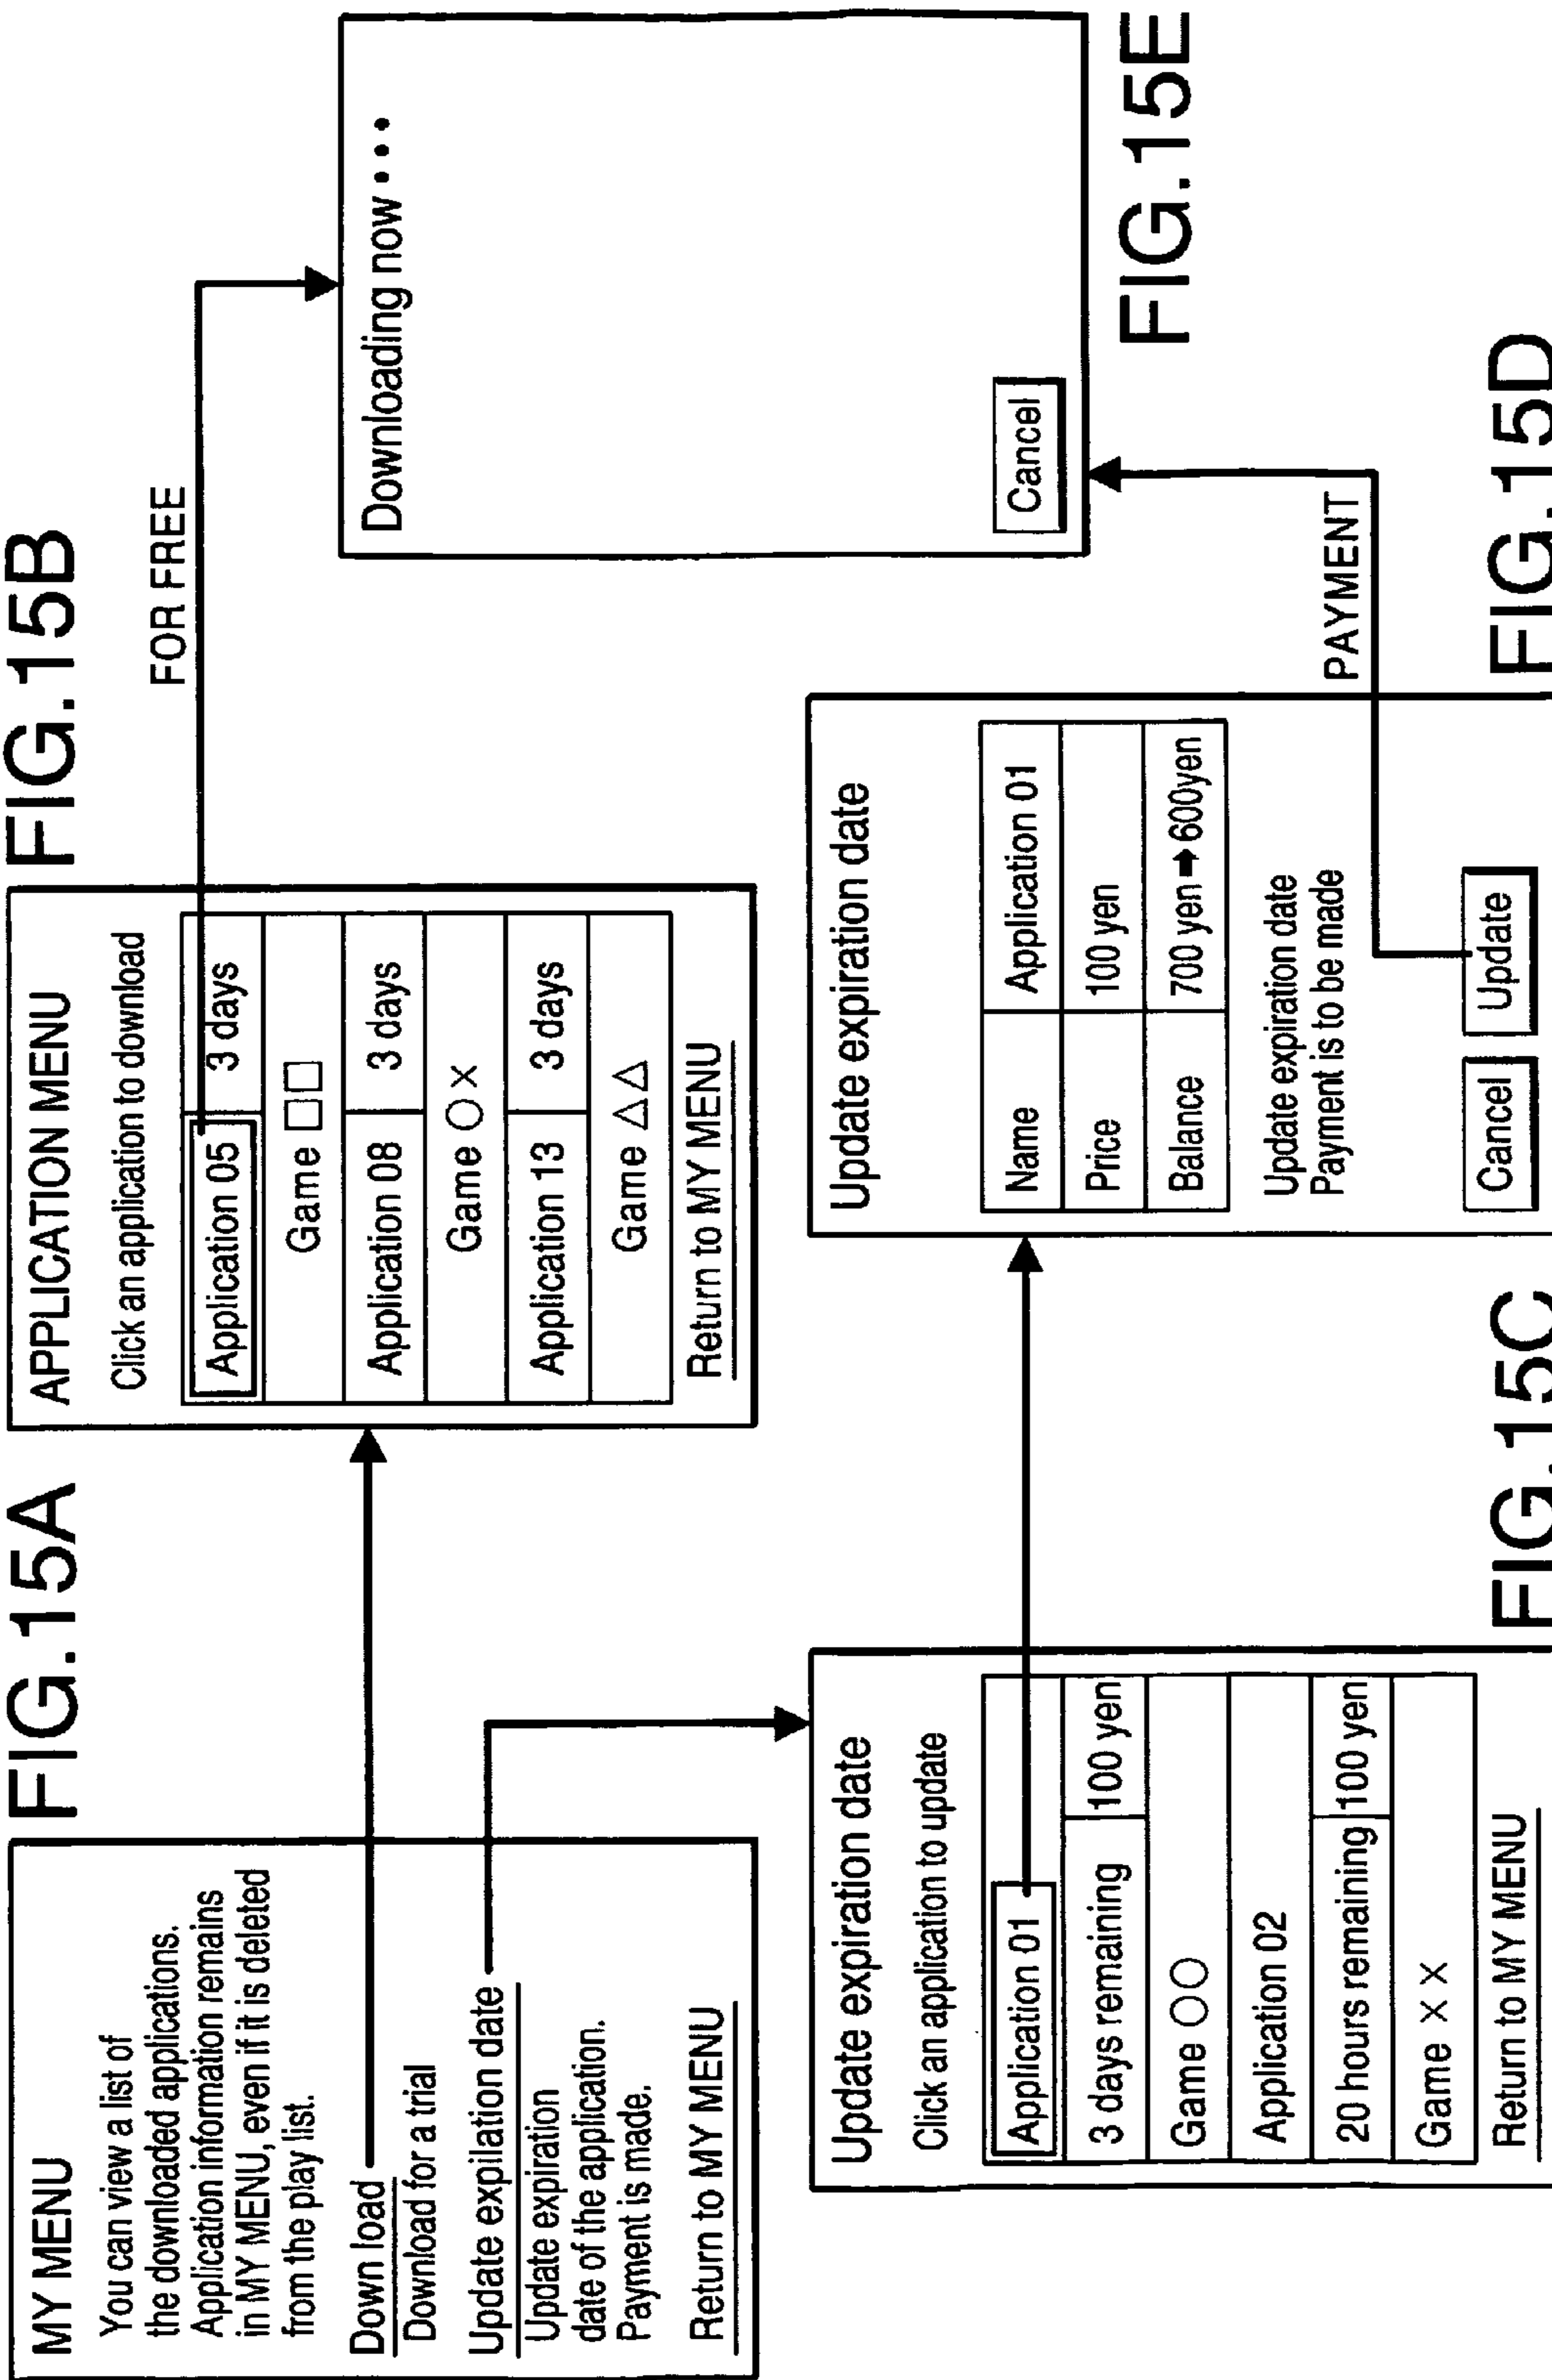 FIG.15A
MY MENU
You can view a list of
the downloaded applications.
Application information remains
in MY MENU, even if it is deleted
from the play list.
Down load
Download for a trial
Update expilation date
Update expiration
date of the application.
Payment is made.
Return to MY MENU
FIG.15B
APPLICATION MENU
Click an application to download
Application 05 3 days
Game □□
Application 08 3 days
Game ○×
Application 13 3 days
Game △△
Return to MY MENU
FOR FREE
FIG.15C
Update expiration date
Click an application to update
Application 01
3 days remaining 100 yen
Game ○○
Application 02
20 hours remaining 100 yen
Game ××
Return to MY MENU
FIG.15D
Update expiration date
Name Application 01
Price 100 yen
Balance 700 yen ➡ 600yen
Update expiration date
Payment is to be made
Cancel Update
PAYMENT
FIG.15E
Downloading now • • •
Cancel